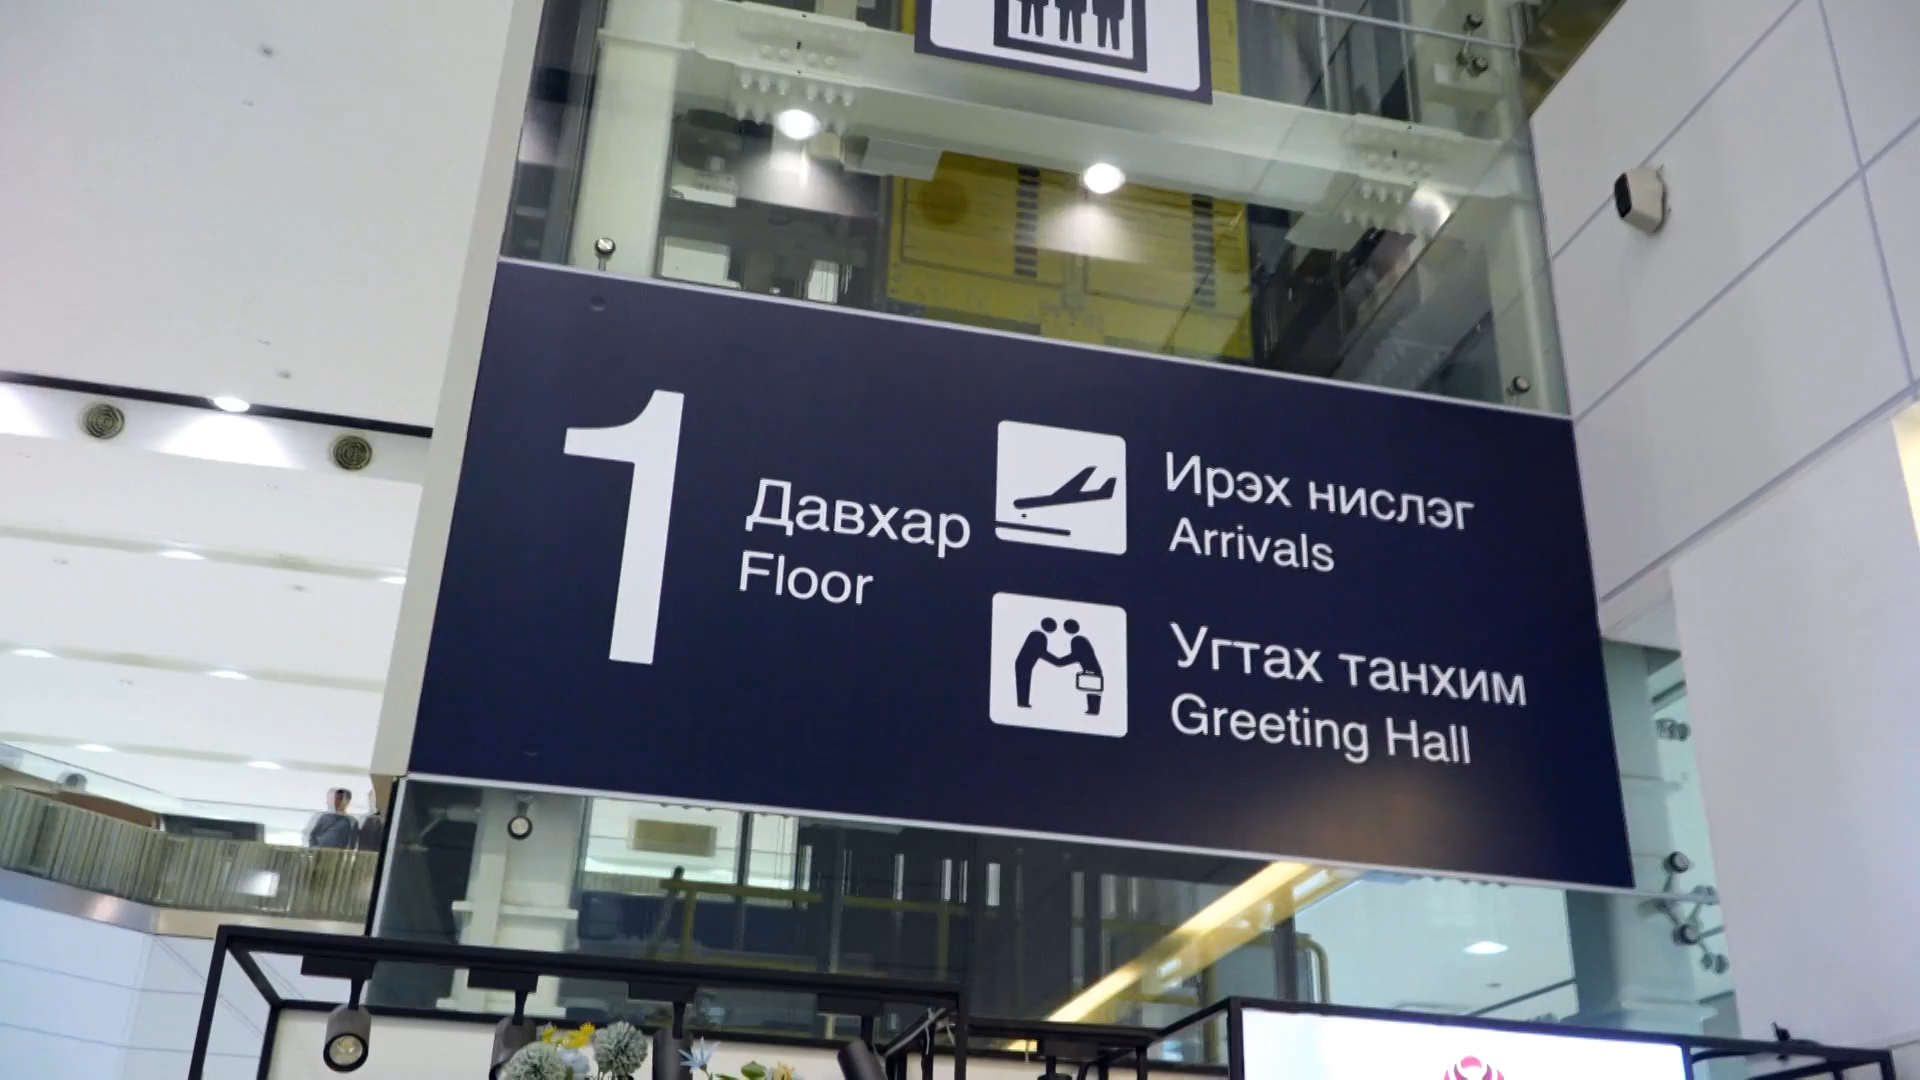 1
Давхар
Floor
Ирэх нислэг
Arrivals
Угтах танхим
Greeting Hall